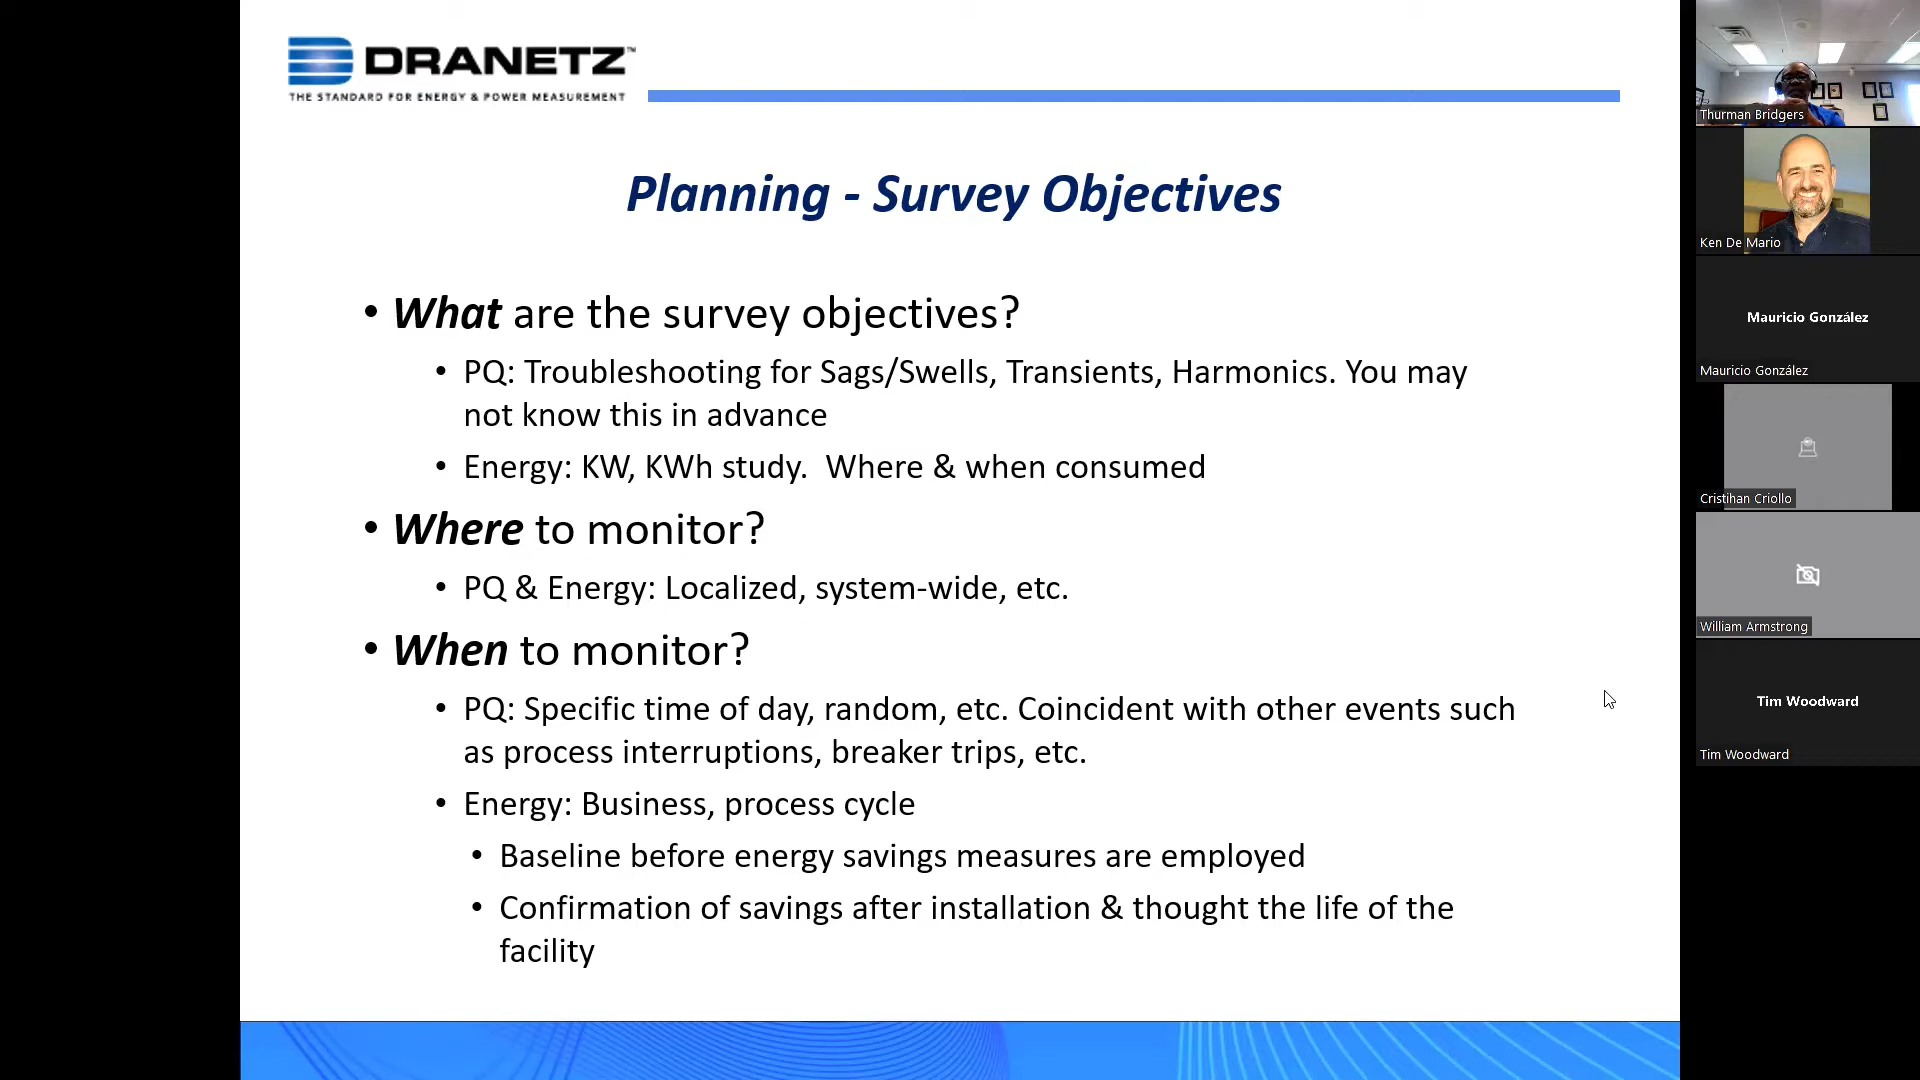 DRANETZ™
THE STANDARD FOR ENERGY & POWER MEASUREMENT
Planning - Survey Objectives
• What are the survey objectives?
• PQ: Troubleshooting for Sags/Swells, Transients, Harmonics. You may
not know this in advance
• Energy: KW, KWh study.  Where & when consumed
• Where to monitor?
• PQ & Energy: Localized, system-wide, etc.
• When to monitor?
• PQ: Specific time of day, random, etc. Coincident with other events such
as process interruptions, breaker trips, etc.
• Energy: Business, process cycle
• Baseline before energy savings measures are employed
• Confirmation of savings after installation & thought the life of the
facility
Thurman Bridgers
Ken De Mario
Mauricio González
Mauricio González
Cristihan Criollo
William Armstrong
Tim Woodward
Tim Woodward